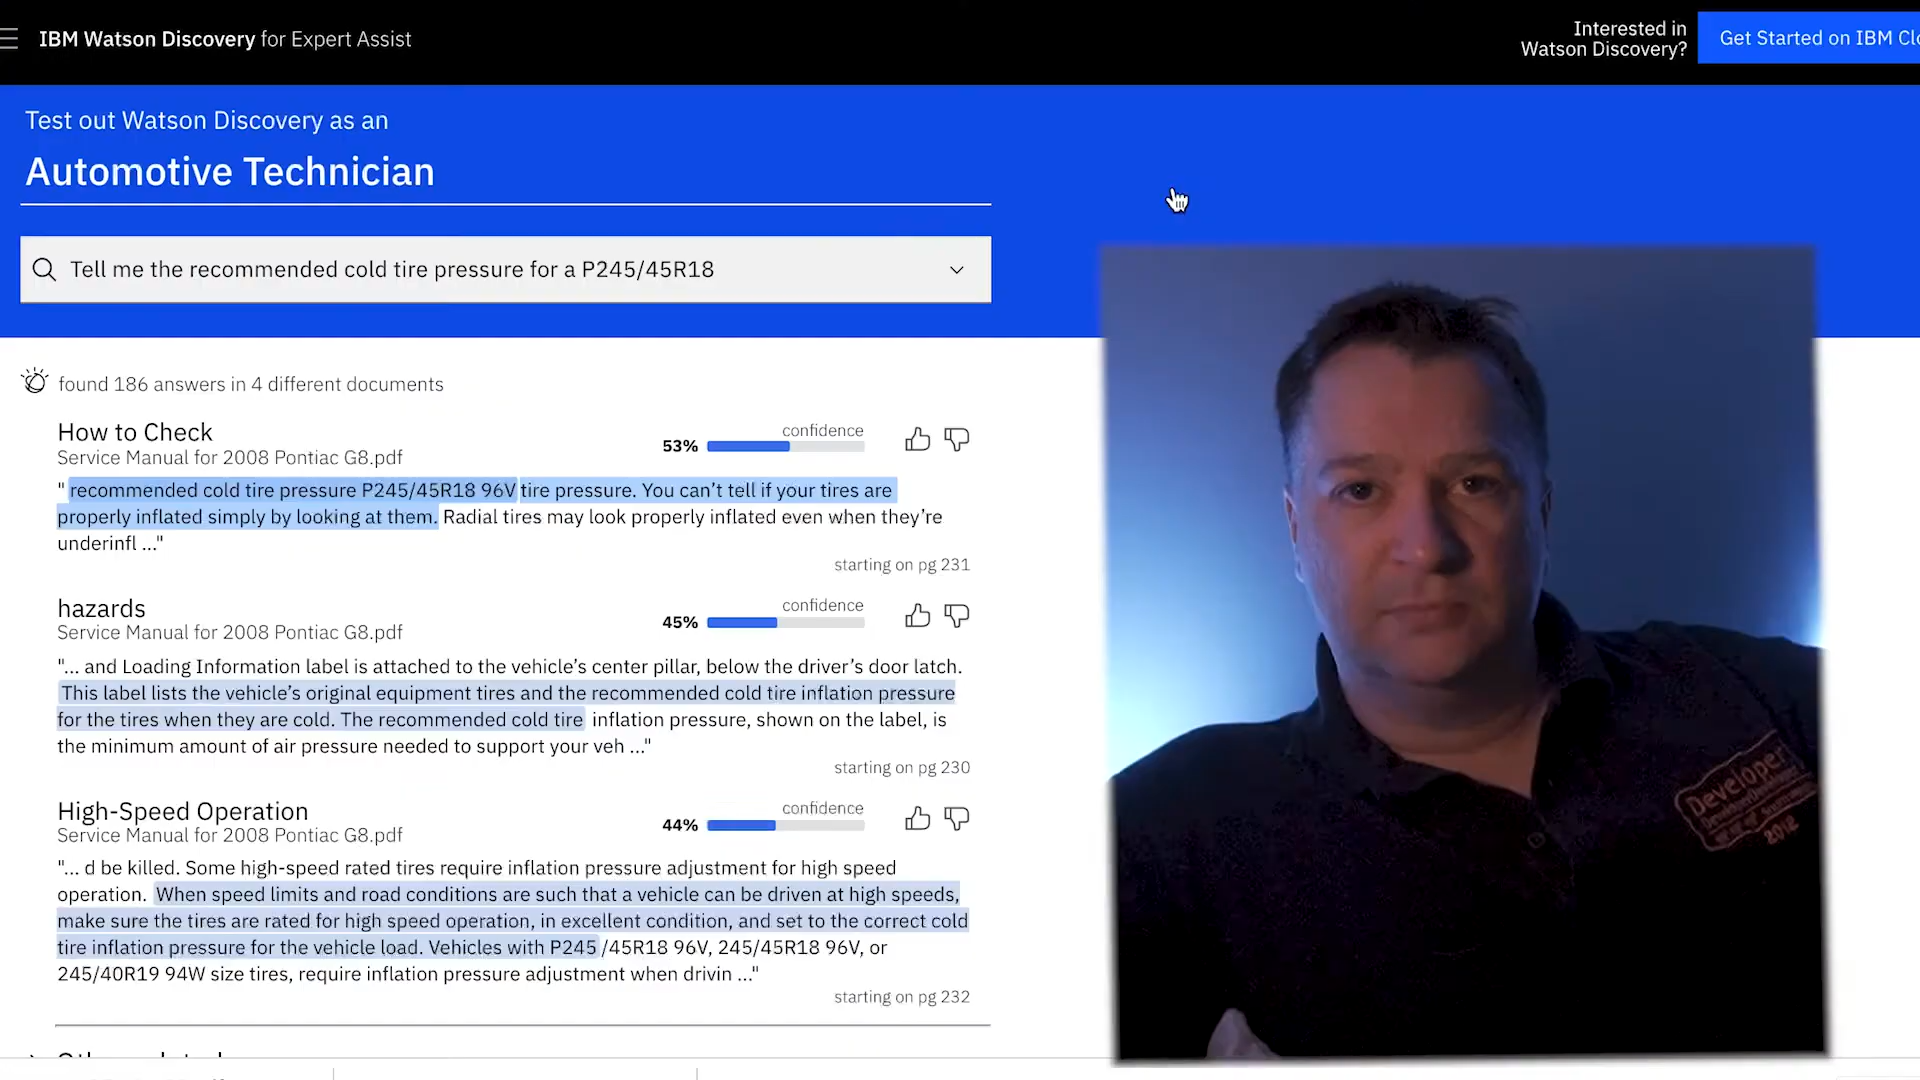 IBM Watson Discovery for Expert Assist
Interested in
Watson Discovery?
Get Started on IBM Clo
Test out Watson Discovery as an
Automotive Technician
Tell me the recommended cold tire pressure for a P245/45R18
found 186 answers in 4 different documents
How to Check
Service Manual for 2008 Pontiac G8.pdf
53%
confidence
" recommended cold tire pressure P245/45R18 96V tire pressure. You can’t tell if your tires are
properly inflated simply by looking at them. Radial tires may look properly inflated even when they’re
underinfl ..."
starting on pg 231
hazards
Service Manual for 2008 Pontiac G8.pdf
45%
confidence
"... and Loading Information label is attached to the vehicle’s center pillar, below the driver’s door latch.
This label lists the vehicle’s original equipment tires and the recommended cold tire inflation pressure
for the tires when they are cold. The recommended cold tire inflation pressure, shown on the label, is
the minimum amount of air pressure needed to support your veh ..."
starting on pg 230
High-Speed Operation
Service Manual for 2008 Pontiac G8.pdf
44%
confidence
"... d be killed. Some high-speed rated tires require inflation pressure adjustment for high speed
operation. When speed limits and road conditions are such that a vehicle can be driven at high speeds,
make sure the tires are rated for high speed operation, in excellent condition, and set to the correct cold
tire inflation pressure for the vehicle load. Vehicles with P245 /45R18 96V, 245/45R18 96V, or
245/40R19 94W size tires, require inflation pressure adjustment when drivin ..."
starting on pg 232
Developer
2012